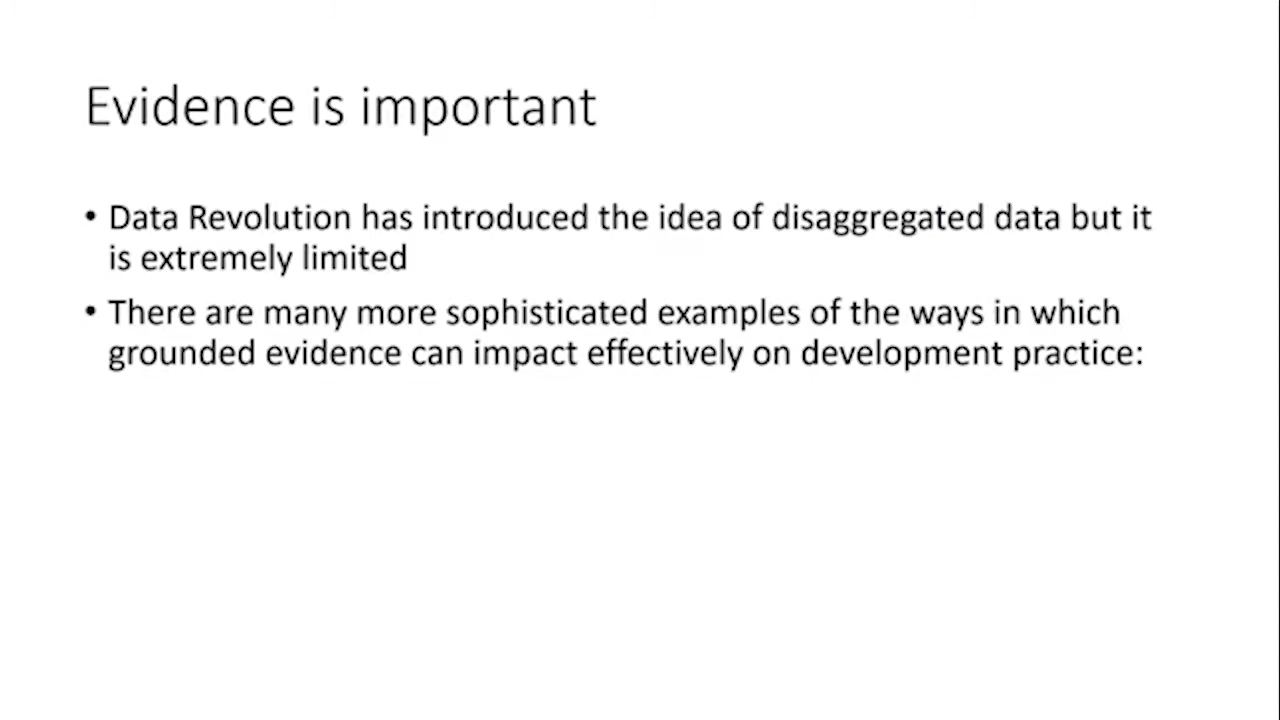 Evidence is important
• Data Revolution has introduced the idea of disaggregated data but it
is extremely limited
• There are many more sophisticated examples of the ways in which
grounded evidence can impact effectively on development practice: